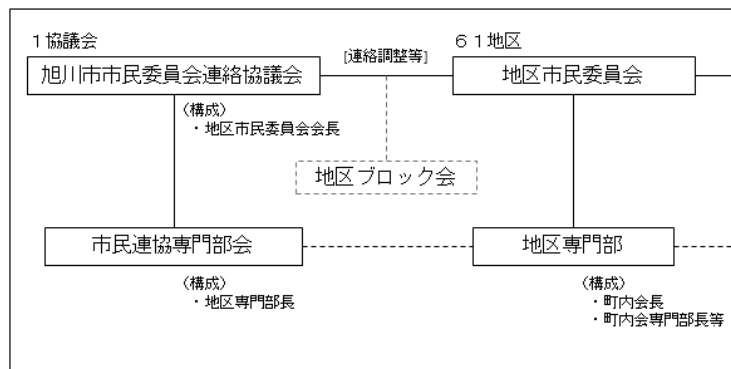 １協議会
旭川市市民委員会連絡協議会
[連絡調整等]
６１地区
地区市民委員会
（構成）
・地区市民委員会会長
地区ブロック会
市民連協専門部会
地区専門部
（構成）
・地区専門部長
（構成）
・町内会長
・町内会専門部長等